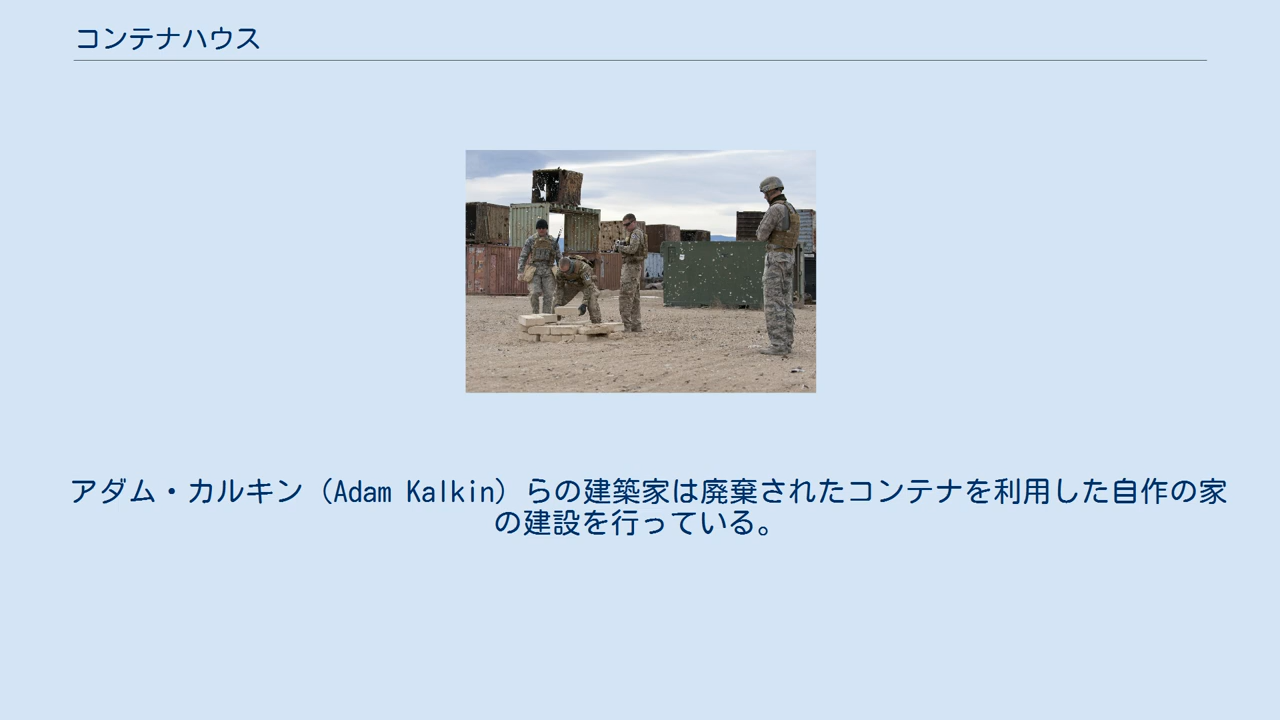 コンテナハウス
アダム・カルキン（Adam Kalkin）らの建築家は廃棄されたコンテナを利用した自作の家
の建設を行っている。